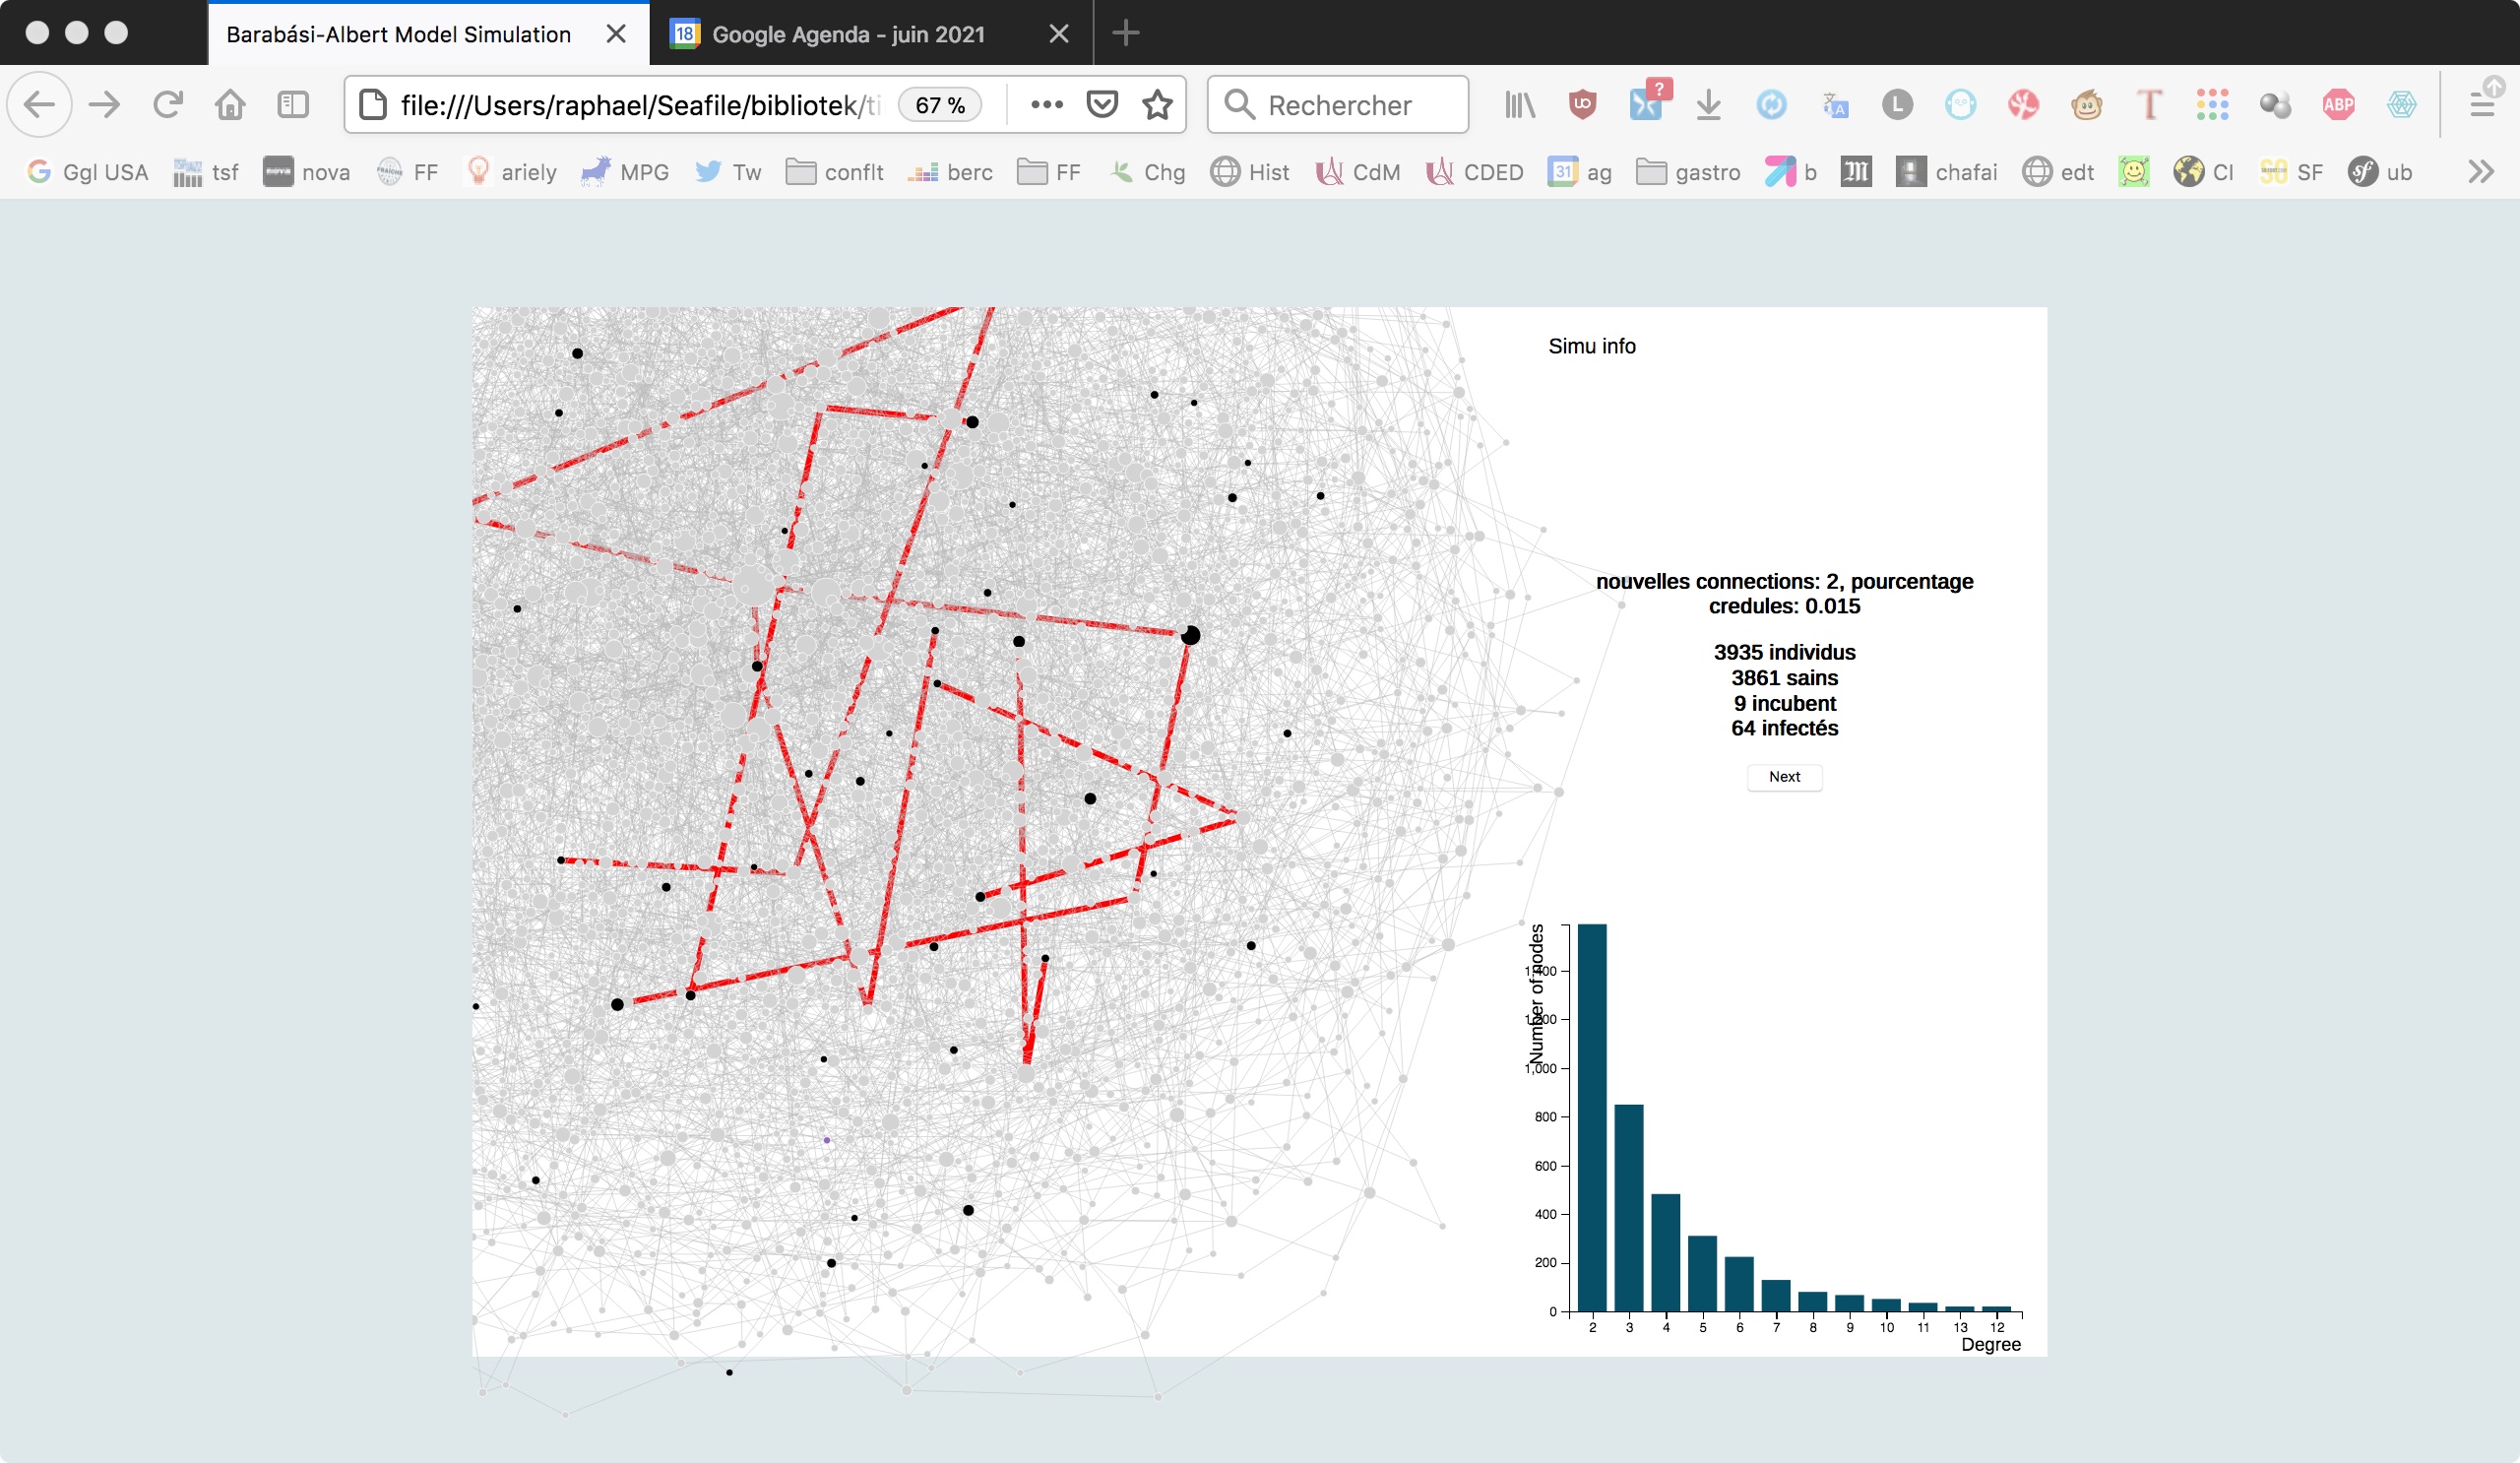 Barabási-Albert Model Simulation
18 Google Agenda - juin 2021
file:///Users/raphael/Seafile/bibliotek/ti 67 % Rechercher ? UO L T ABP
Ggl USA tsf nova FF ariely MPG Tw conflt berc FF Chg Hist CdM CDED 31 ag gastro b chafai edt CI SF ub
Simu info
nouvelles connections: 2, pourcentage
credules: 0.015
3935 individus
3861 sains
9 incubent
64 infectés
Next
Number of nodes
1,400
1,200
1,000
800
600
400
200
0
2 3 4 5 6 7 8 9 10 11 13 12
Degree